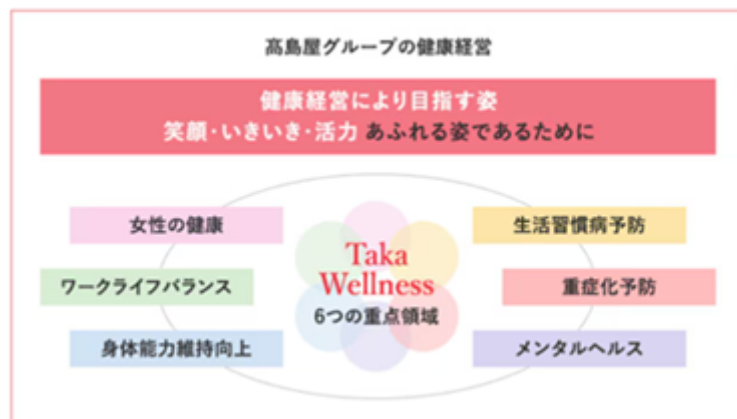 髙島屋グループの健康経営
健康経営により目指す姿
笑顔・いきいき・活力 あふれる姿であるために
女性の健康
生活習慣病予防
Taka
Wellness
ワークライフバランス
重症化予防
6つの重点領域
身体能力維持向上
メンタルヘルス